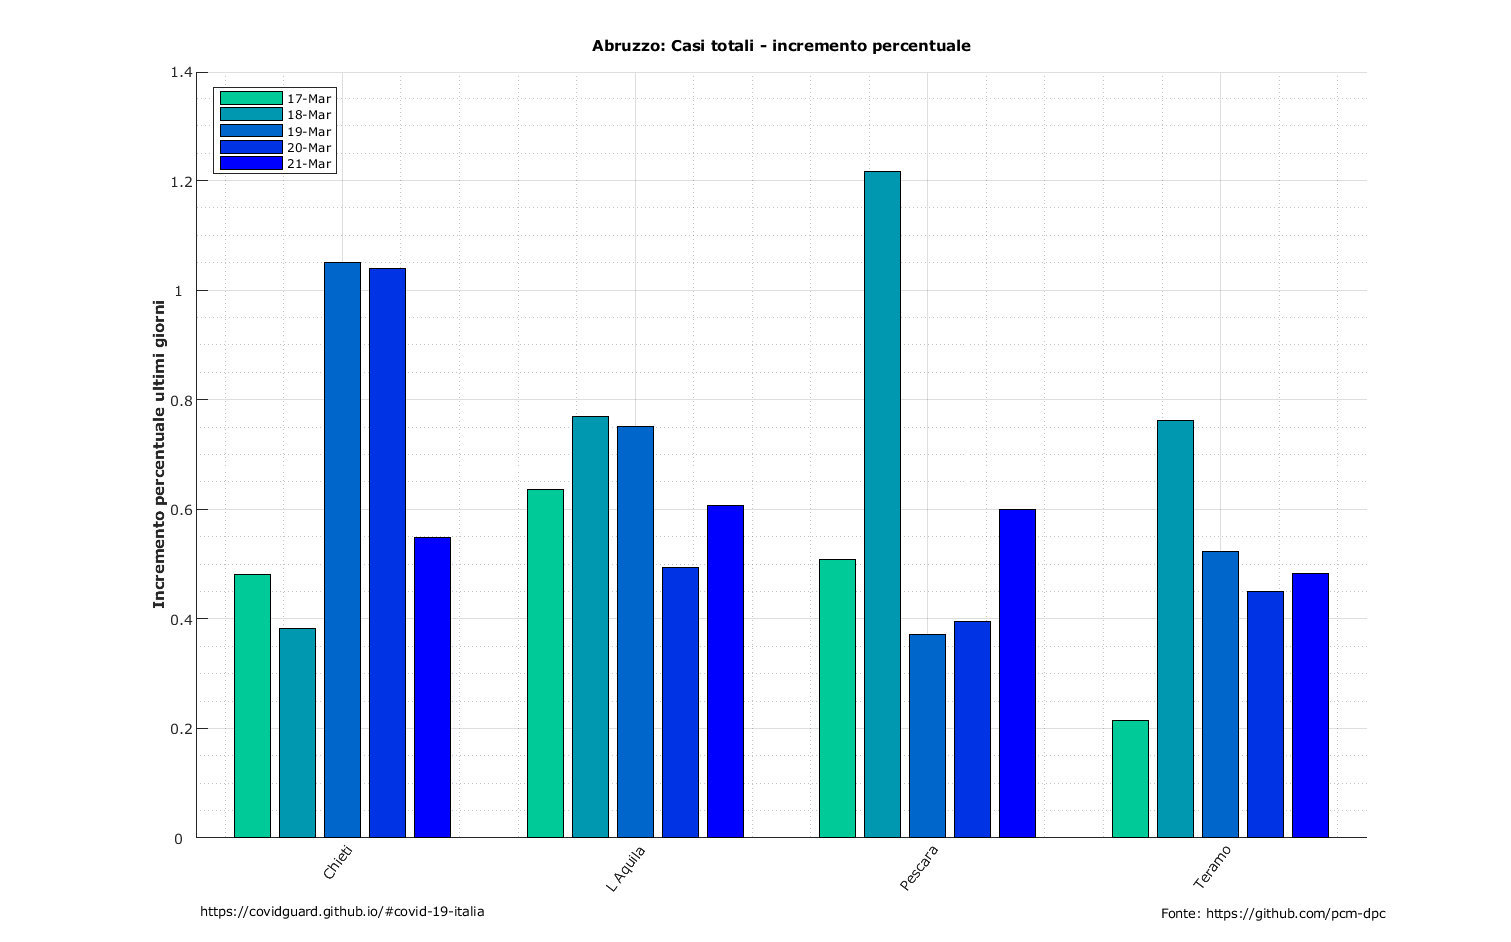 Abruzzo: Casi totali - incremento percentuale
1.4
1.2
1
0.8
0.6
0.4
0.2
0
Incremento percentuale ultimi giorni
17-Mar
18-Mar
19-Mar
20-Mar
21-Mar
Chieti
L Aquila
Pescara
Teramo
https://covidguard.github.io/#covid-19-italia
Fonte: https://github.com/pcm-dpc